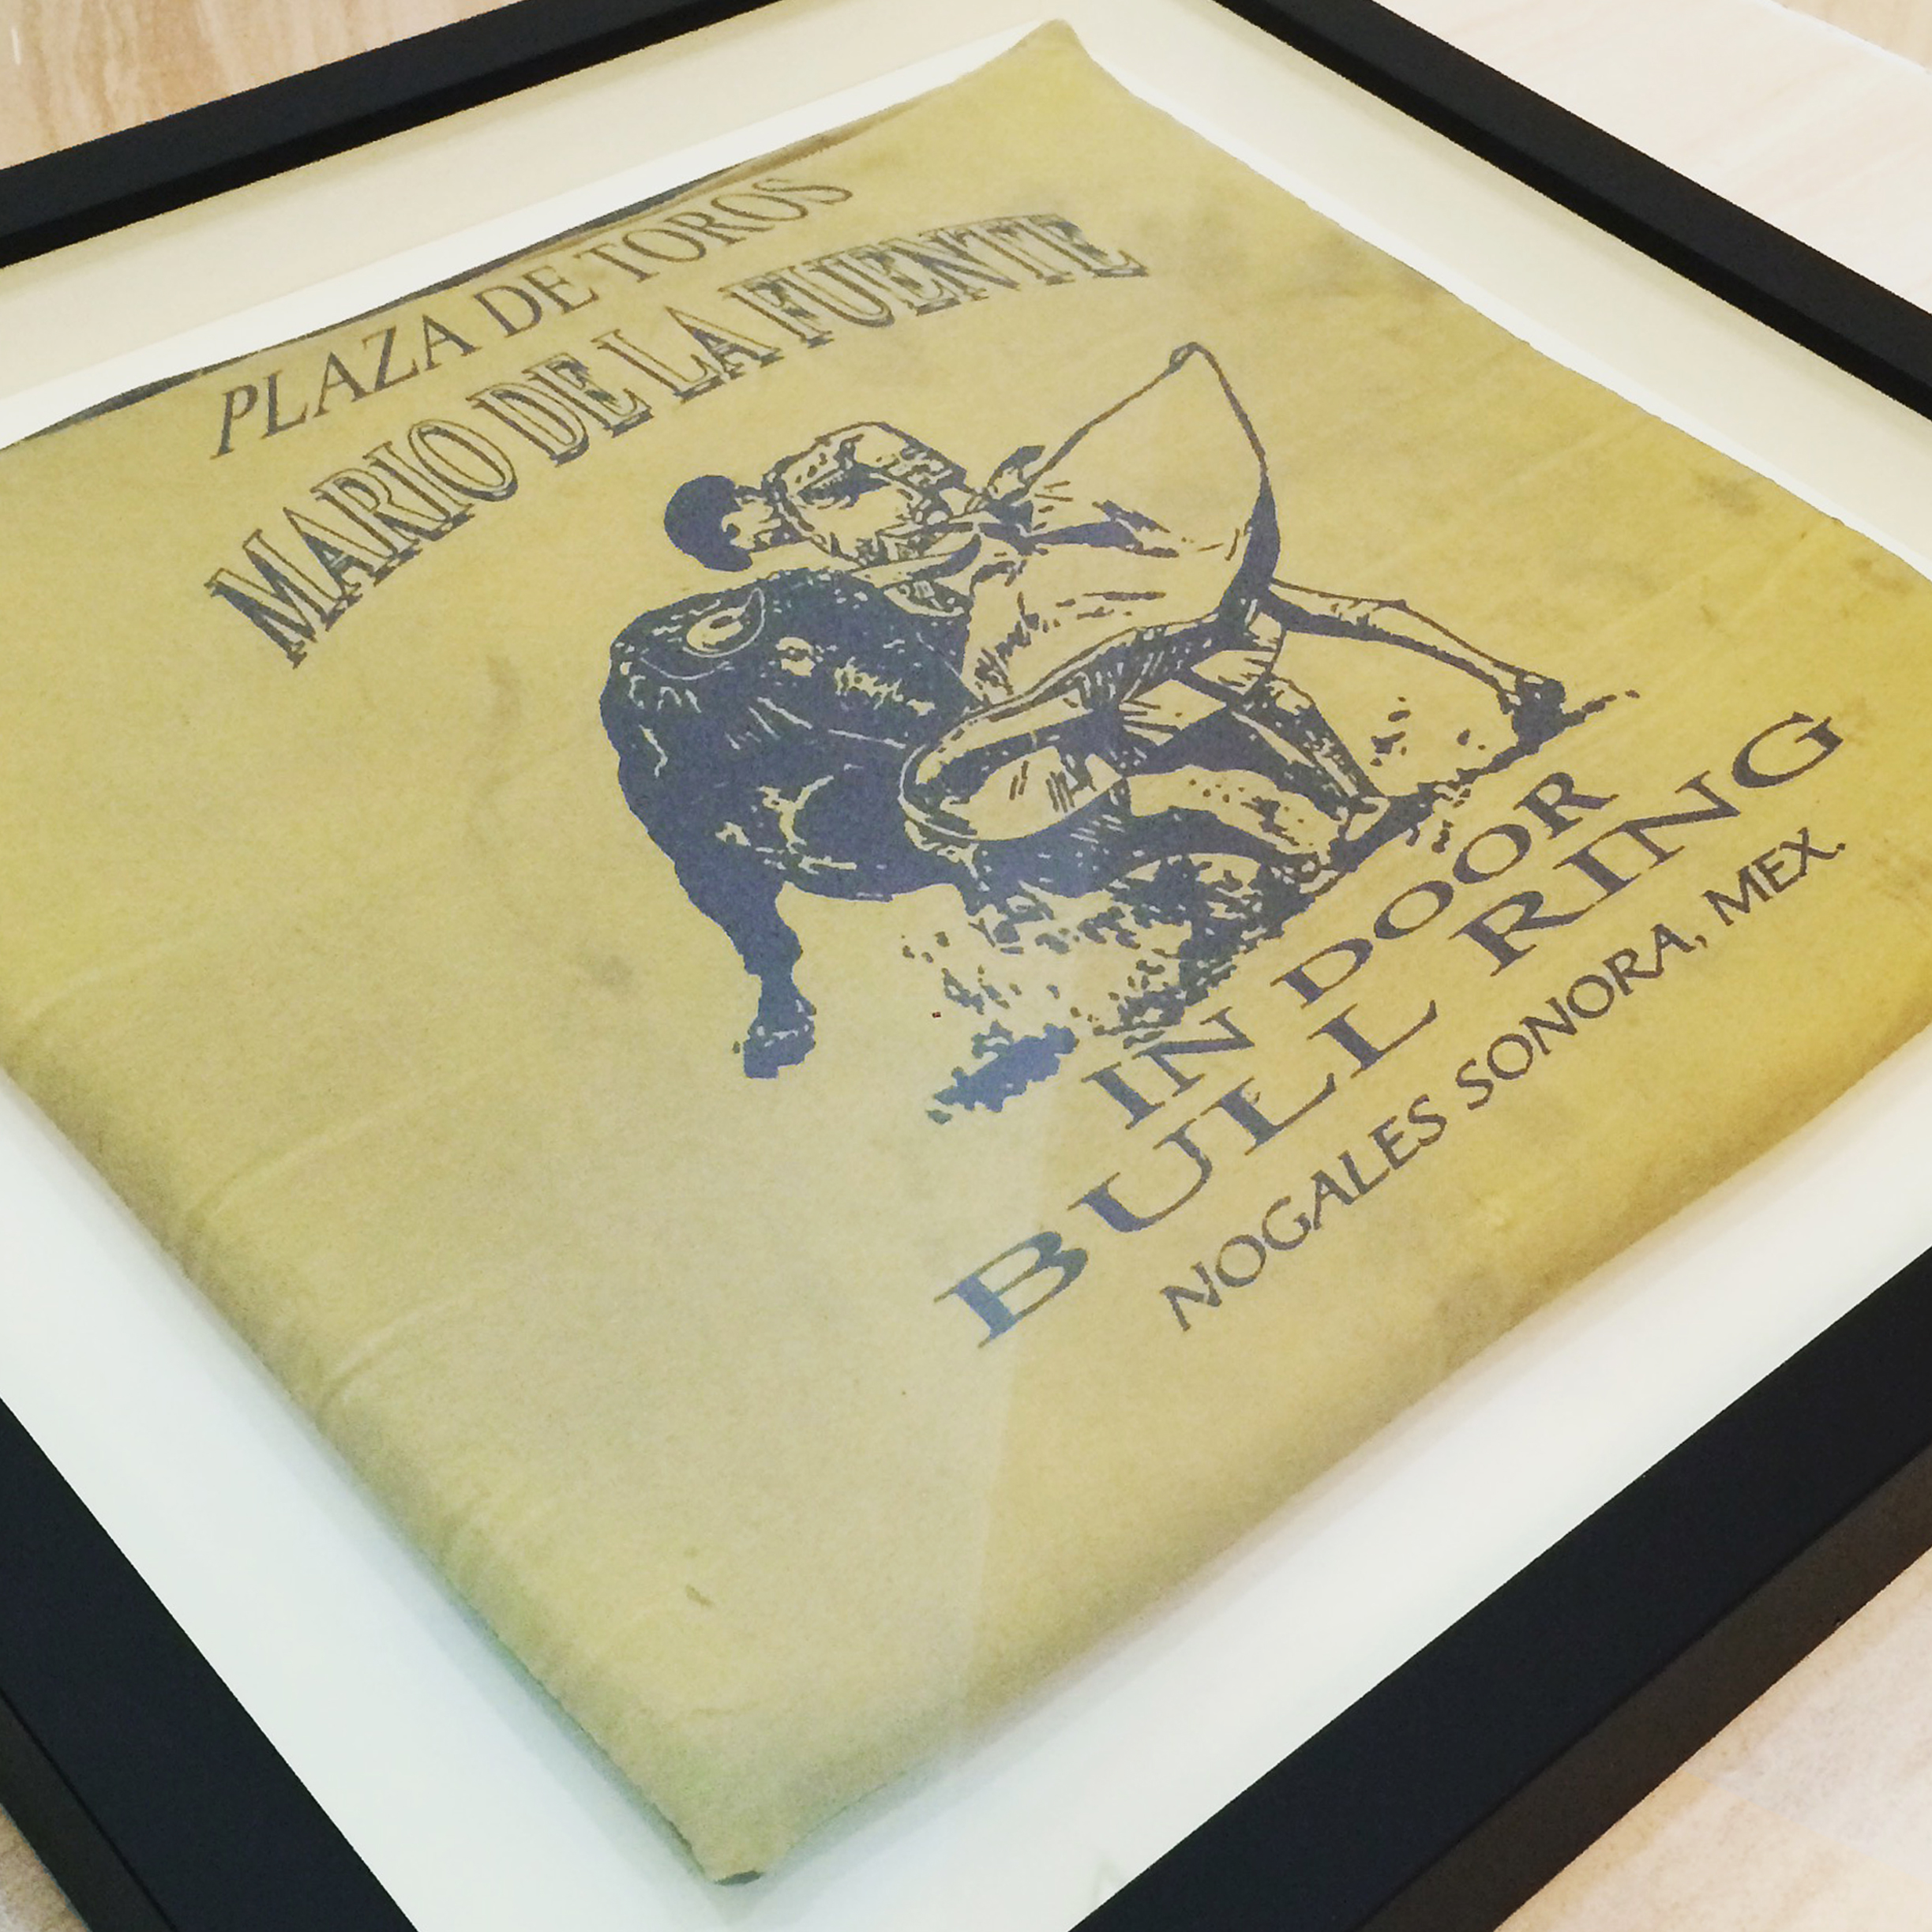 PLAZA DE TOROS
MARIO DE LA FUENTE
IN DOOR
BULL RING
NOGALES SONORA, MEX.